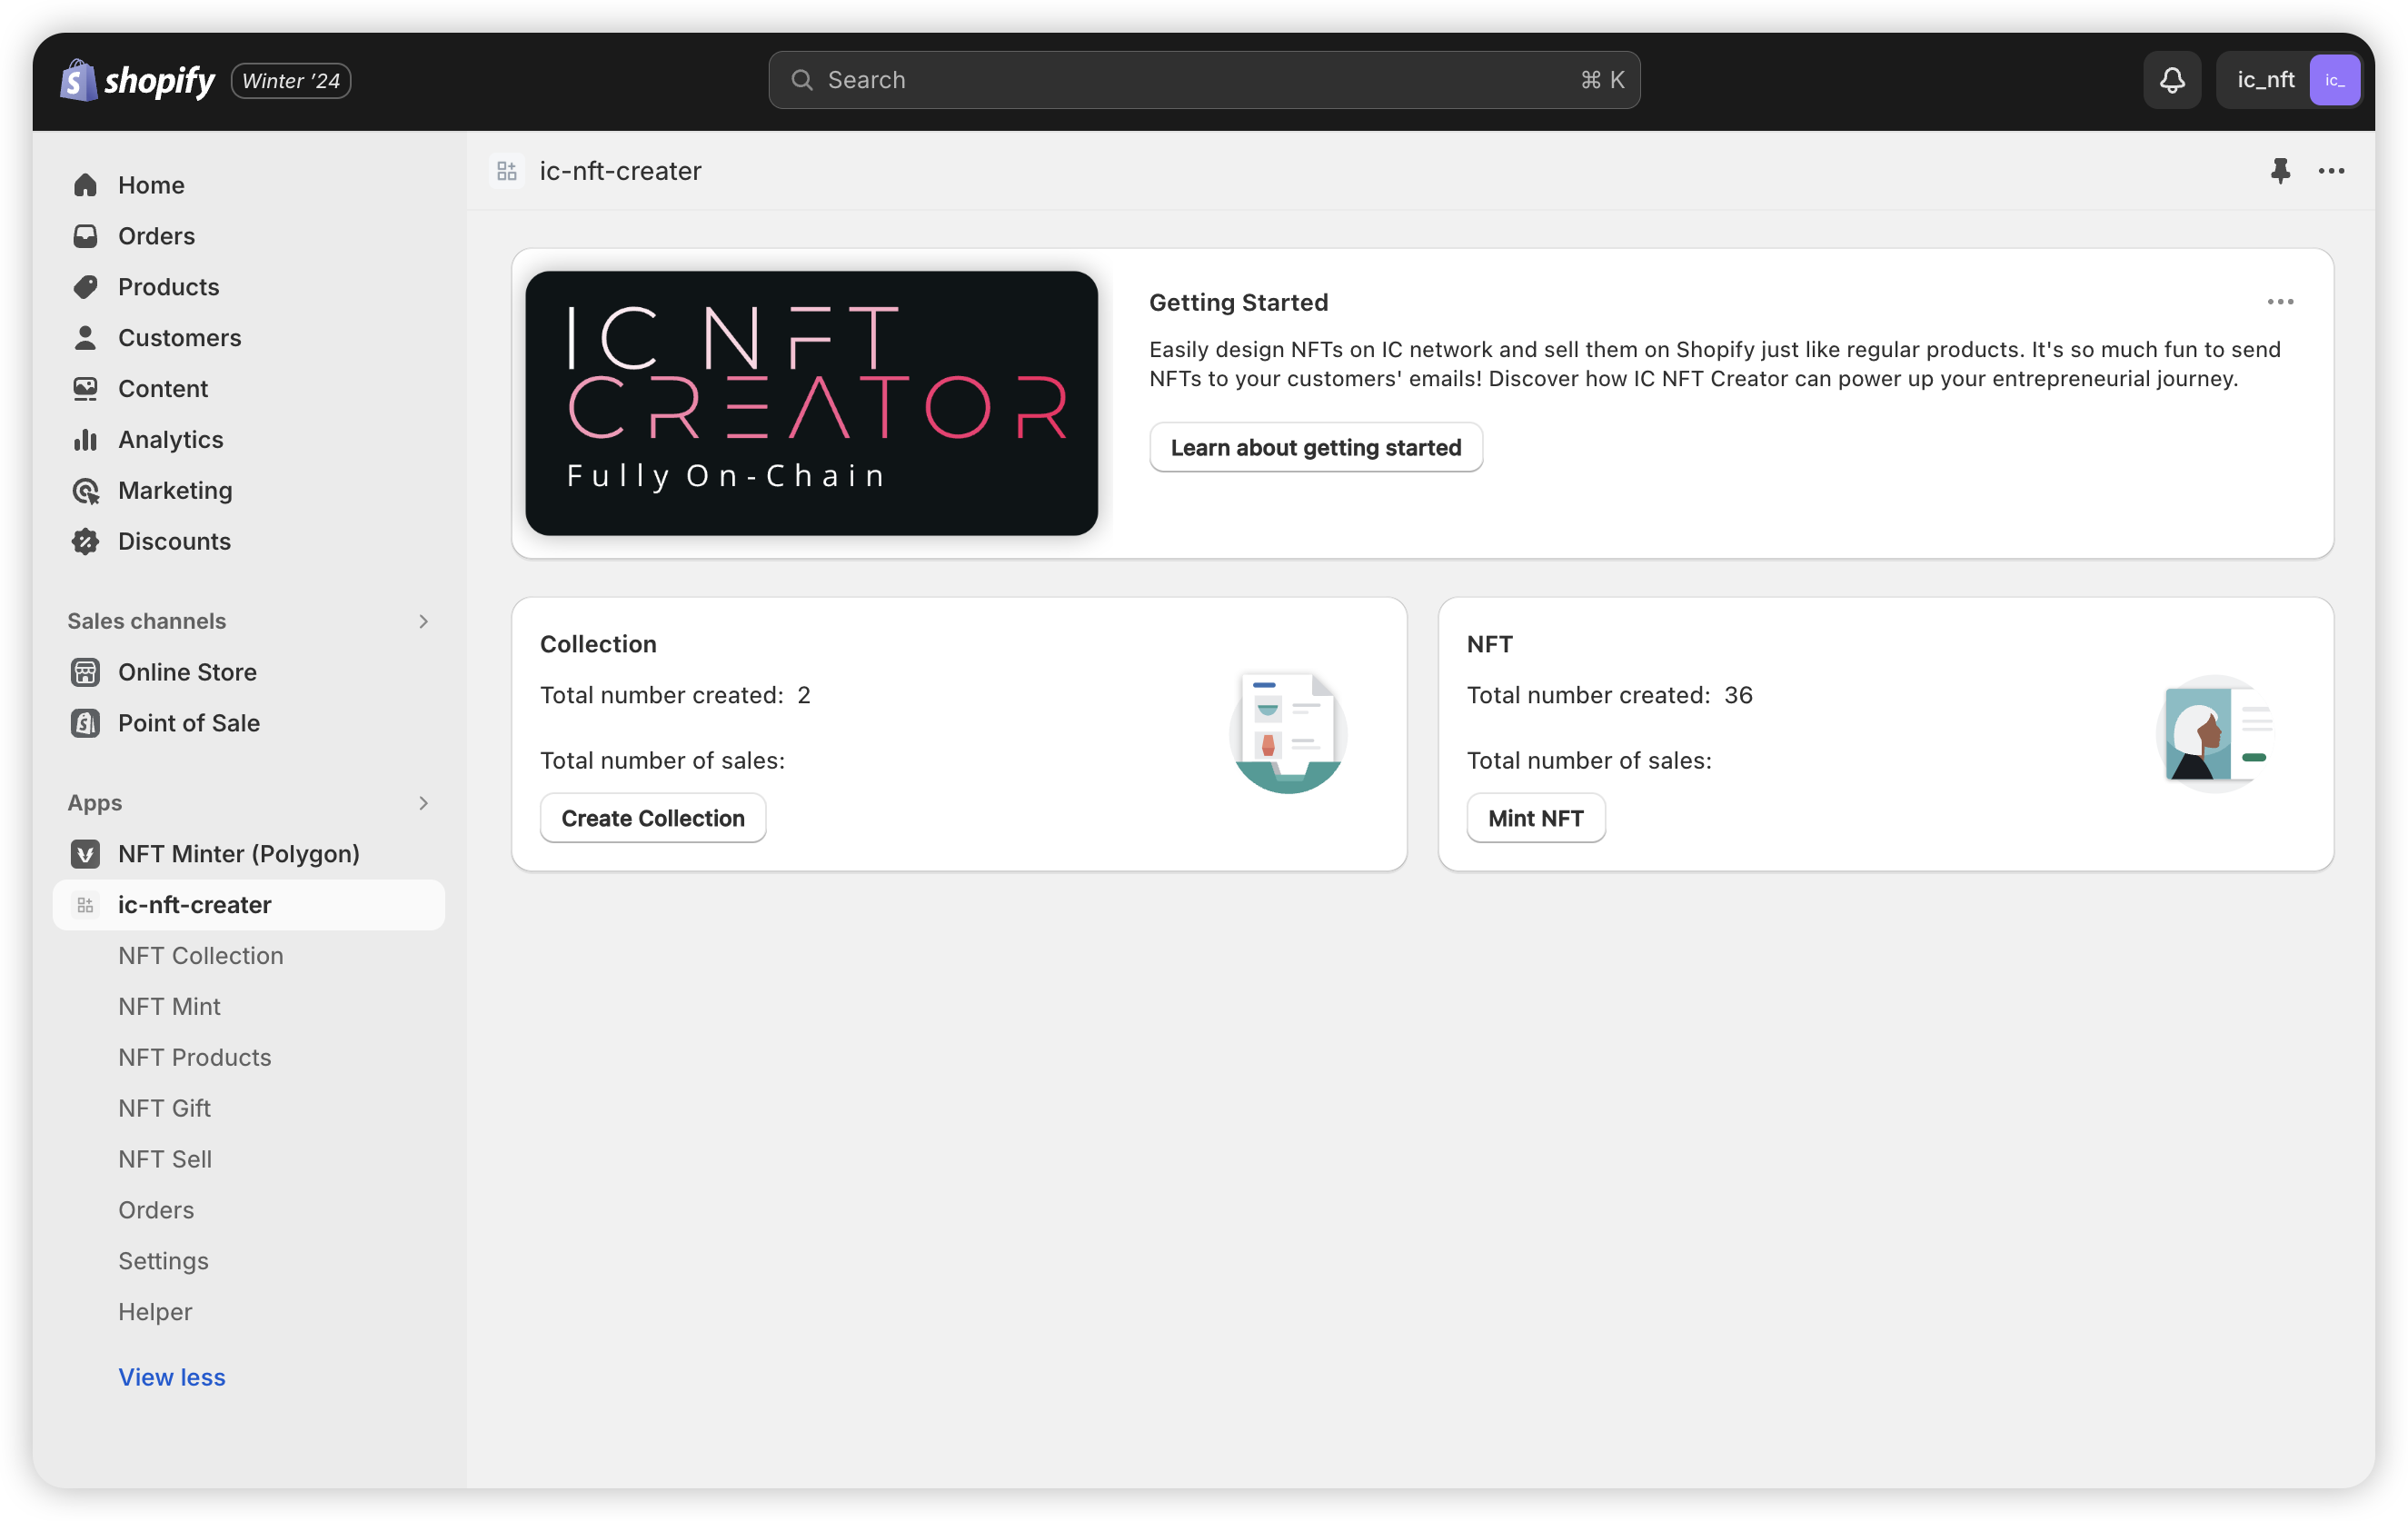 shopify
Winter '24
Search
⌘ K
ic_nft
ic_
Home
Orders
Products
Customers
Content
Analytics
Marketing
Discounts
Sales channels
Online Store
Point of Sale
Apps
NFT Minter (Polygon)
ic-nft-creater
NFT Collection
NFT Mint
NFT Products
NFT Gift
NFT Sell
Orders
Settings
Helper
View less
ic-nft-creater
IC NFT
CREATOR
Fully On-Chain
Getting Started
Easily design NFTs on IC network and sell them on Shopify just like regular products. It's so much fun to send
NFTs to your customers' emails! Discover how IC NFT Creator can power up your entrepreneurial journey.
Learn about getting started
Collection
Total number created: 2
Total number of sales:
Create Collection
NFT
Total number created: 36
Total number of sales:
Mint NFT